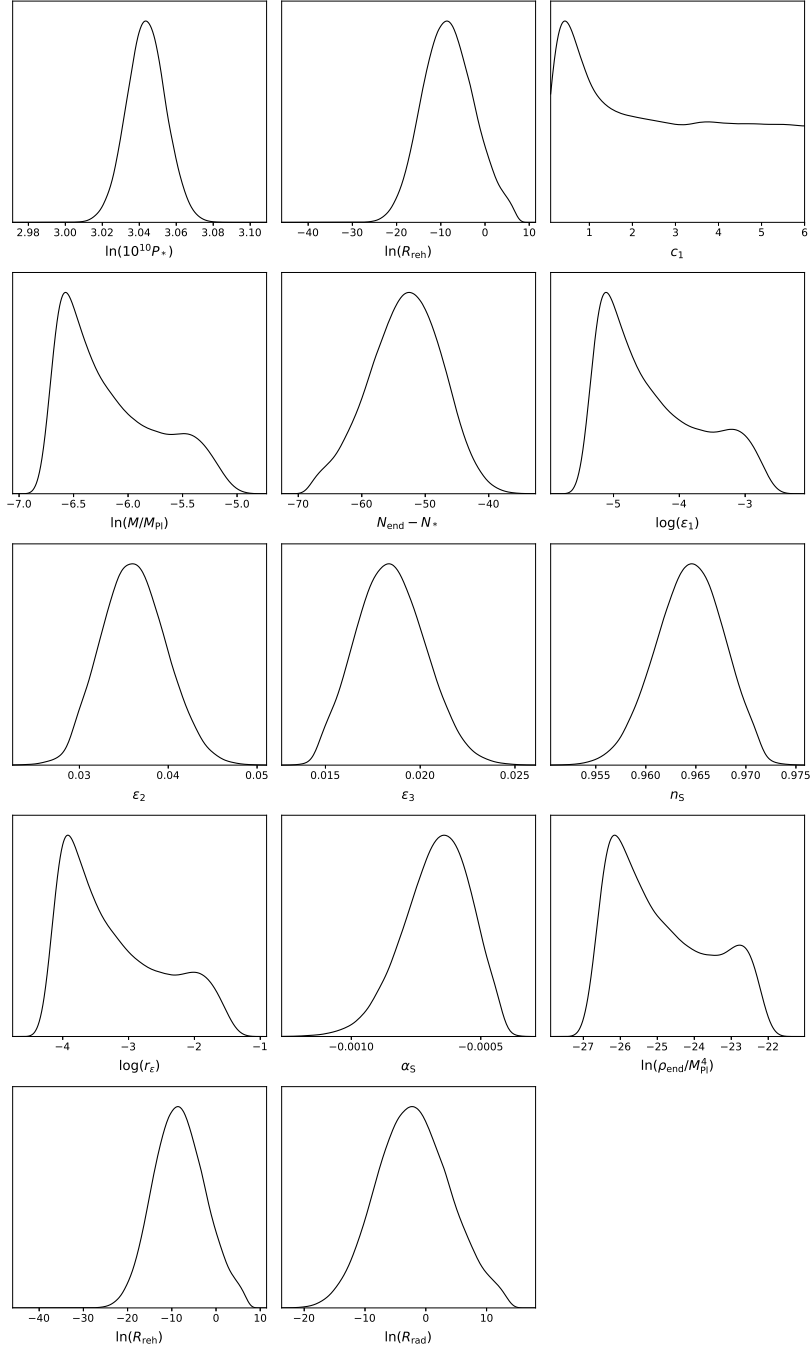 2.98 3.00 3.02 3.04 3.06 3.08 3.10
ln(10¹⁰P*)
−40 −30 −20 −10 0 10
ln(R_reh)
1 2 3 4 5 6
c₁
−7.0 −6.5 −6.0 −5.5 −5.0
ln(M/M_Pl)
−70 −60 −50 −40
N_end − N*
−5 −4 −3
log(ε₁)
0.03 0.04 0.05
ε₂
0.015 0.020 0.025
ε₃
0.955 0.960 0.965 0.970 0.975
n_S
−4 −3 −2 −1
log(r_ε)
−0.0010 −0.0005
α_S
−27 −26 −25 −24 −23 −22
ln(ρ_end/M_Pl⁴)
−40 −30 −20 −10 0 10
ln(R_reh)
−20 −10 0 10
ln(R_rad)